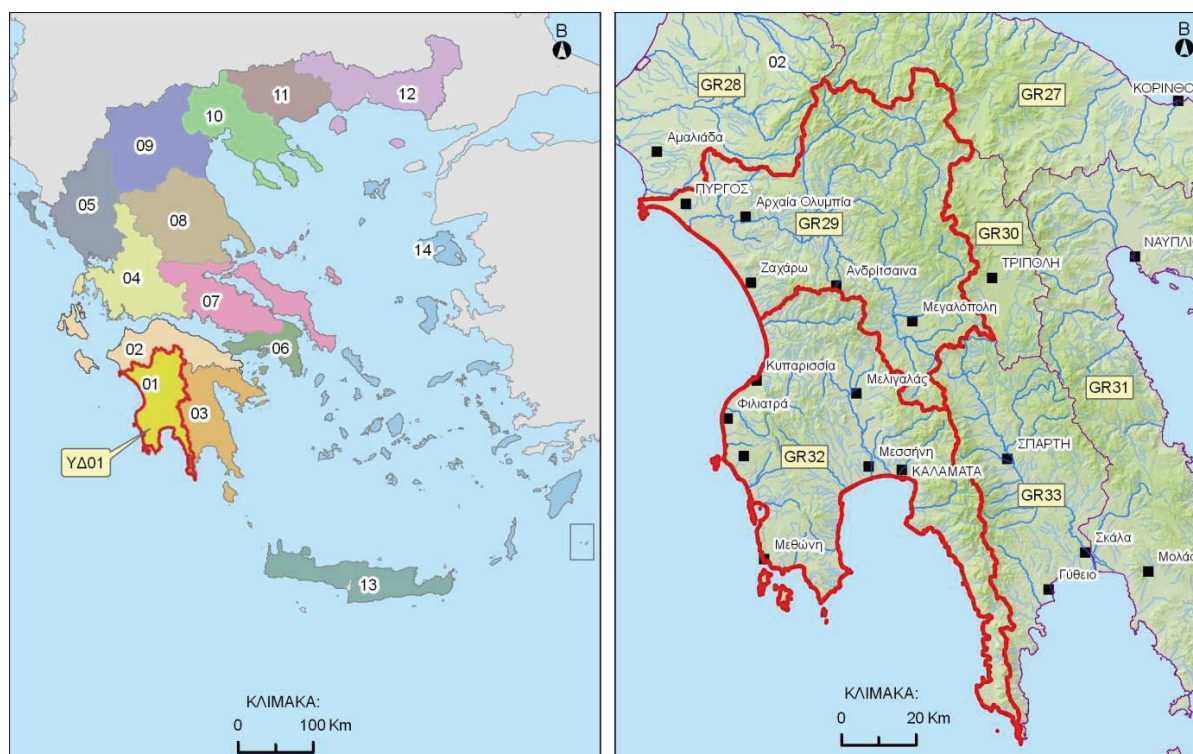 B
12
11
10
09
05
08
14
04
07
06
02
01
03
ΥΔ01
13
ΚΛΙΜΑΚΑ:
0 100 Km
B
02
GR28
GR27
ΚΟΡΙΝΘΟ
Αμαλιάδα
ΠΥΡΓΟΣ
Αρχαία Ολυμπία
GR29
GR30
ΝΑΥΠΛΙ
Ζαχάρω
Ανδρίτσαινα
ΤΡΙΠΟΛΗ
Μεγαλόπολη
Κυπαρισσία
Μελιγαλάς
GR31
Φιλιατρά
ΣΠΑΡΤΗ
GR32
Μεσσήνη
ΚΑΛΑΜΑΤΑ
GR33
Μεθώνη
Σκάλα
Μολάο
Γύθειο
ΚΛΙΜΑΚΑ:
0 20 Km